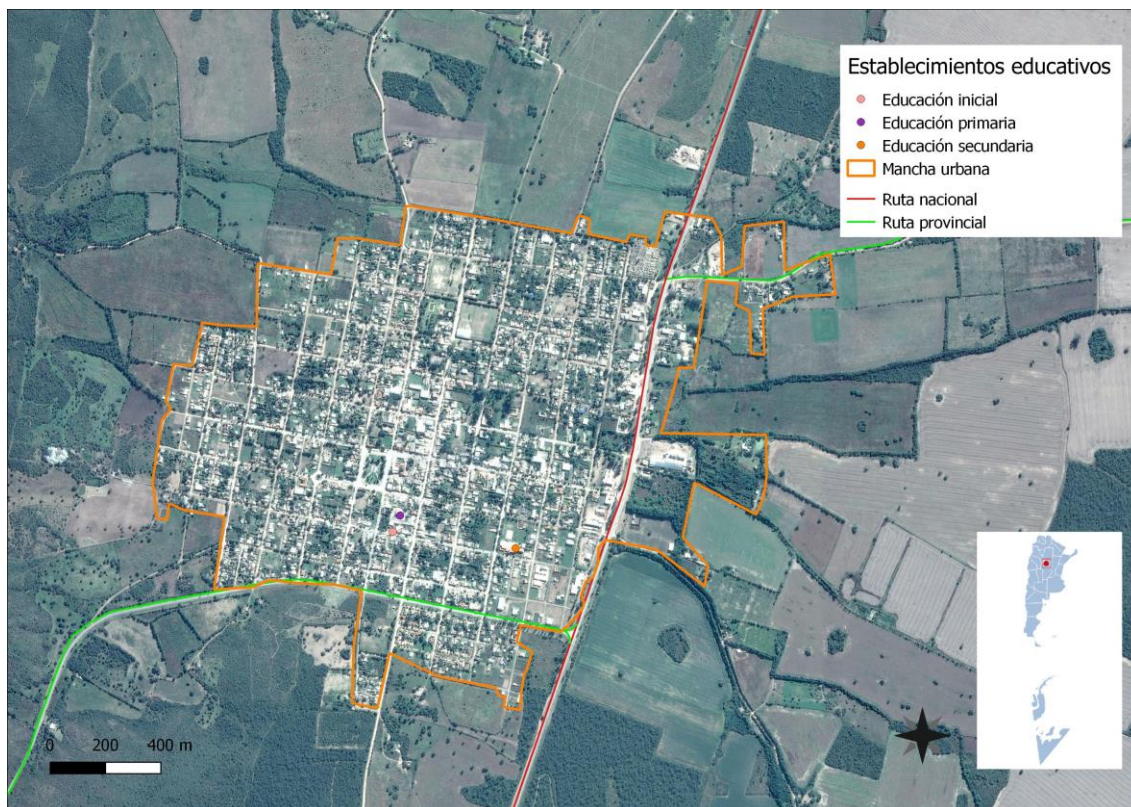 Establecimientos educativos
Educación inicial
Educación primaria
Educación secundaria
Mancha urbana
Ruta nacional
Ruta provincial
0 200 400 m